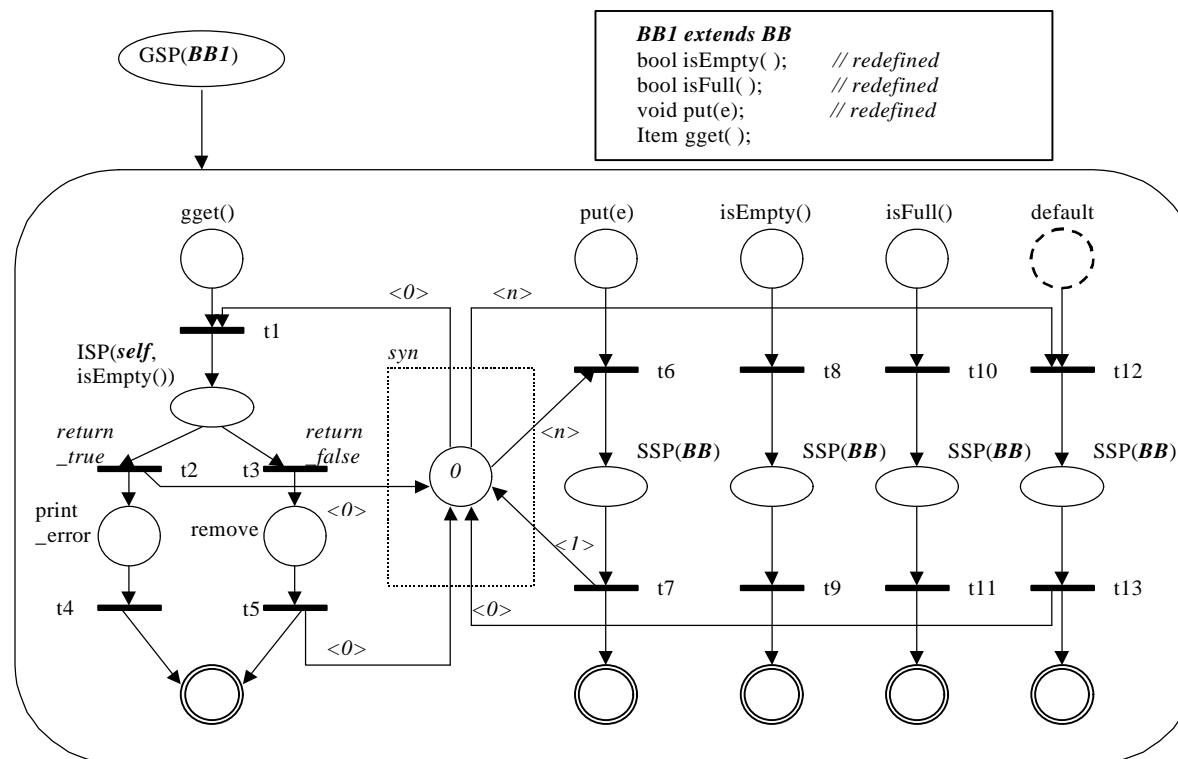 GSP(BB1)
BB1 extends BB
bool isEmpty( ); // redefined
bool isFull( ); // redefined
void put(e); // redefined
Item gget( );
gget() put(e) isEmpty() isFull() default
<0> <n>
t1
ISP(self,
isEmpty())
syn
t6 t8 t10 t12
<n>
return
_true
return
_false
t2 t3
0
SSP(BB) SSP(BB) SSP(BB) SSP(BB)
print
_error
remove
<0>
<1>
t4 t5 <0> t7 t9 t11 t13
<0>